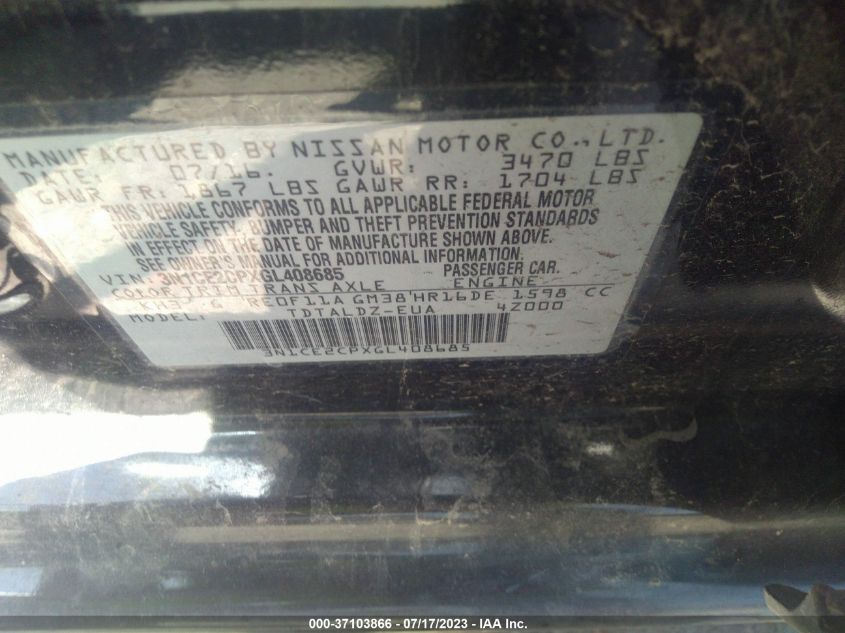 MANUFACTURED BY NISSAN MOTOR CO., LTD.
DATE: 07/16. GVWR: 3470 LBS
GAWR FR: 1867 LBS GAWR RR: 1704 LBS
THIS VEHICLE CONFORMS TO ALL APPLICABLE FEDERAL MOTOR
VEHICLE SAFETY, BUMPER AND THEFT PREVENTION STANDARDS
IN EFFECT ON THE DATE OF MANUFACTURE SHOWN ABOVE.
SEE OWNER'S MANUAL FOR ADDITIONAL INFORMATION.
VIN: 3N1CE2CPXGL408685 PASSENGER CAR.
COLOR TRIM TRANS AXLE ENGINE
KH3 G RE0F11A GM38 HR16DE 1598 CC
MODEL: TDTALDZ-EUA 4Z000
3N1CE2CPXGL408685
000-37103866 - 07/17/2023 - IAA Inc.